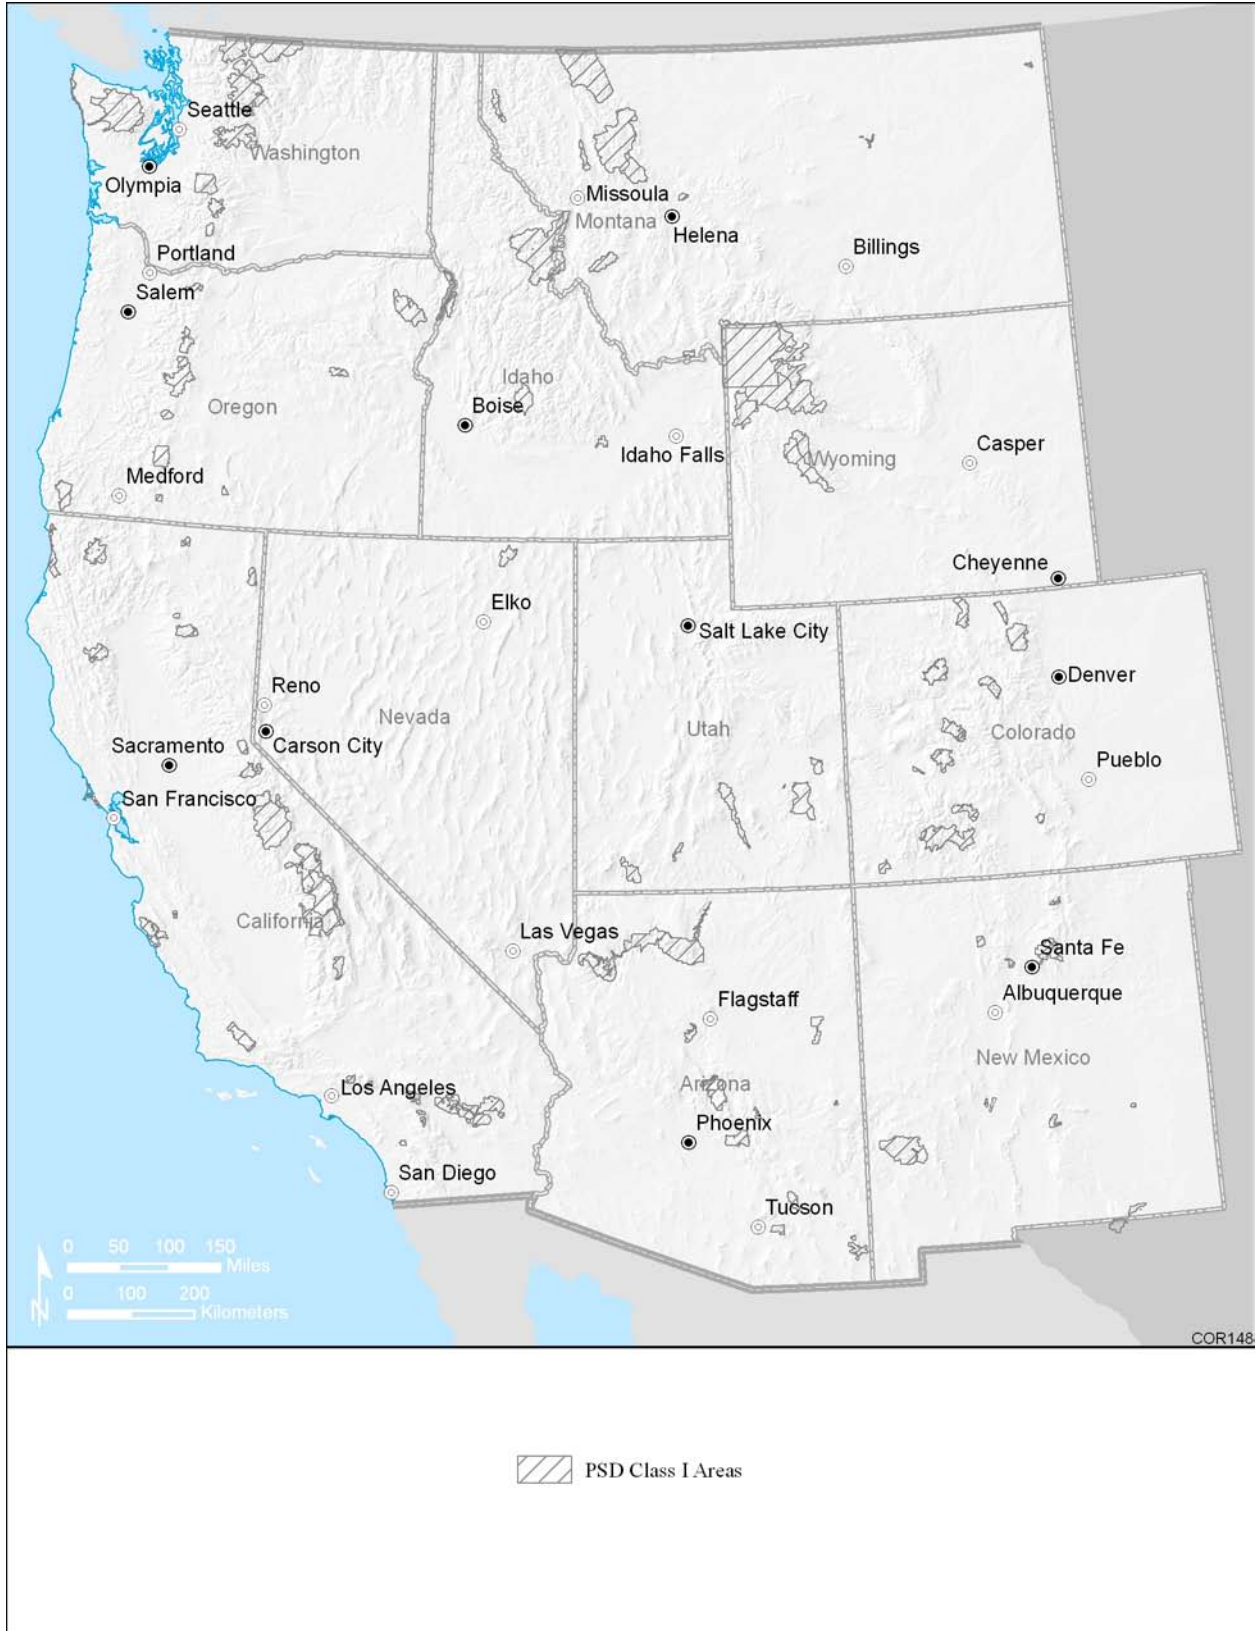 Seattle
Washington
Olympia
Missoula
Montana
Helena
Portland
Billings
Salem
Idaho
Boise
Oregon
Idaho Falls
Casper
Wyoming
Medford
Cheyenne
Elko
Salt Lake City
Denver
Reno
Nevada
Utah
Colorado
Sacramento
Carson City
Pueblo
San Francisco
California
Las Vegas
Santa Fe
Flagstaff
Albuquerque
New Mexico
Los Angeles
Arizona
Phoenix
San Diego
Tucson
0 50 100 150
Miles
0 100 200
Kilometers
N
COR148
PSD Class I Areas